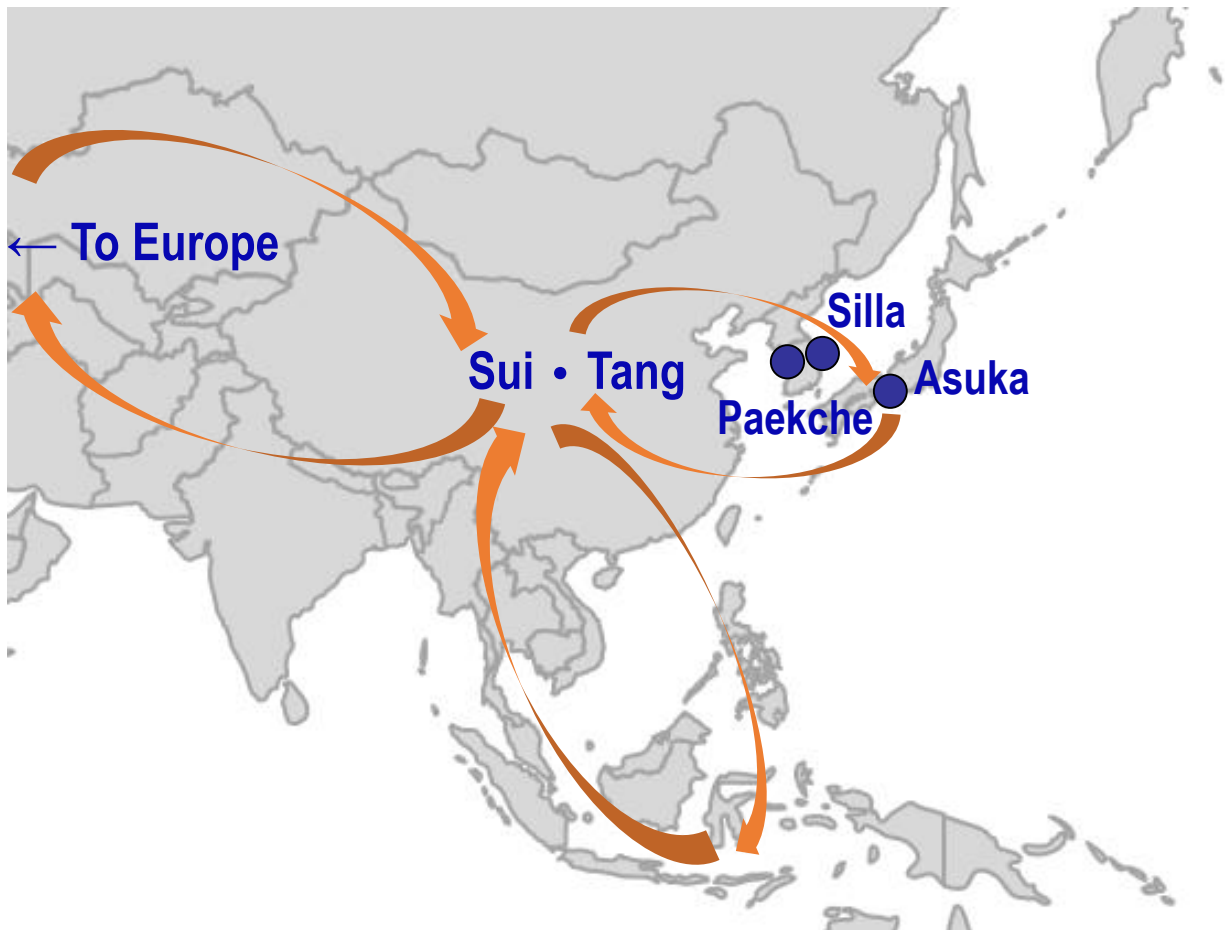 ← To Europe
Silla
Sui • Tang
Asuka
Paekche